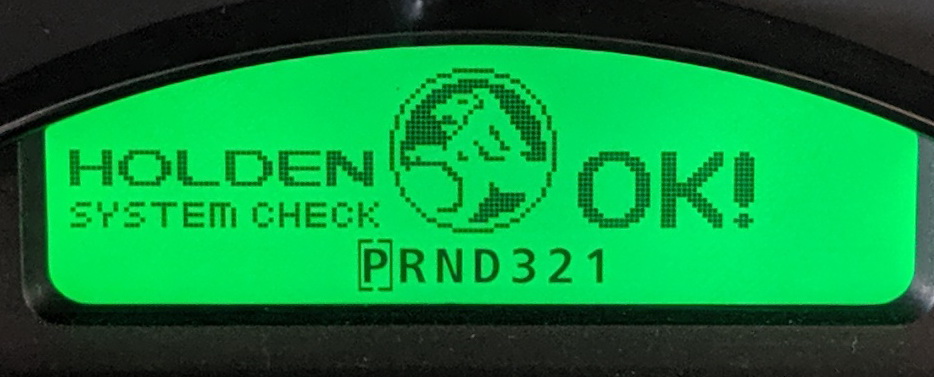 HOLDEN
SYSTEM CHECK
OK!
PRND321